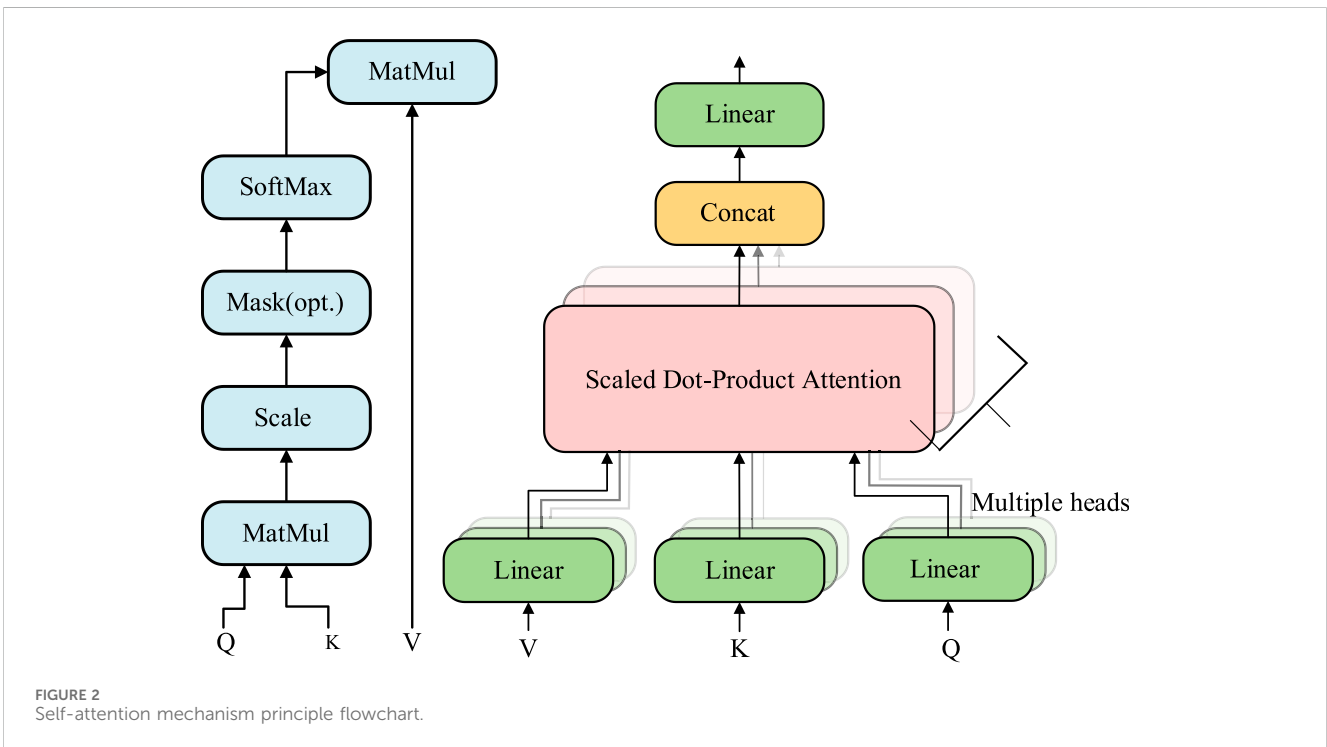 MatMul
SoftMax
Mask(opt.)
Scale
MatMul
Q
K
V
Linear
Concat
Scaled Dot-Product Attention
Multiple heads
Linear
Linear
Linear
V
K
Q
FIGURE 2
Self-attention mechanism principle flowchart.